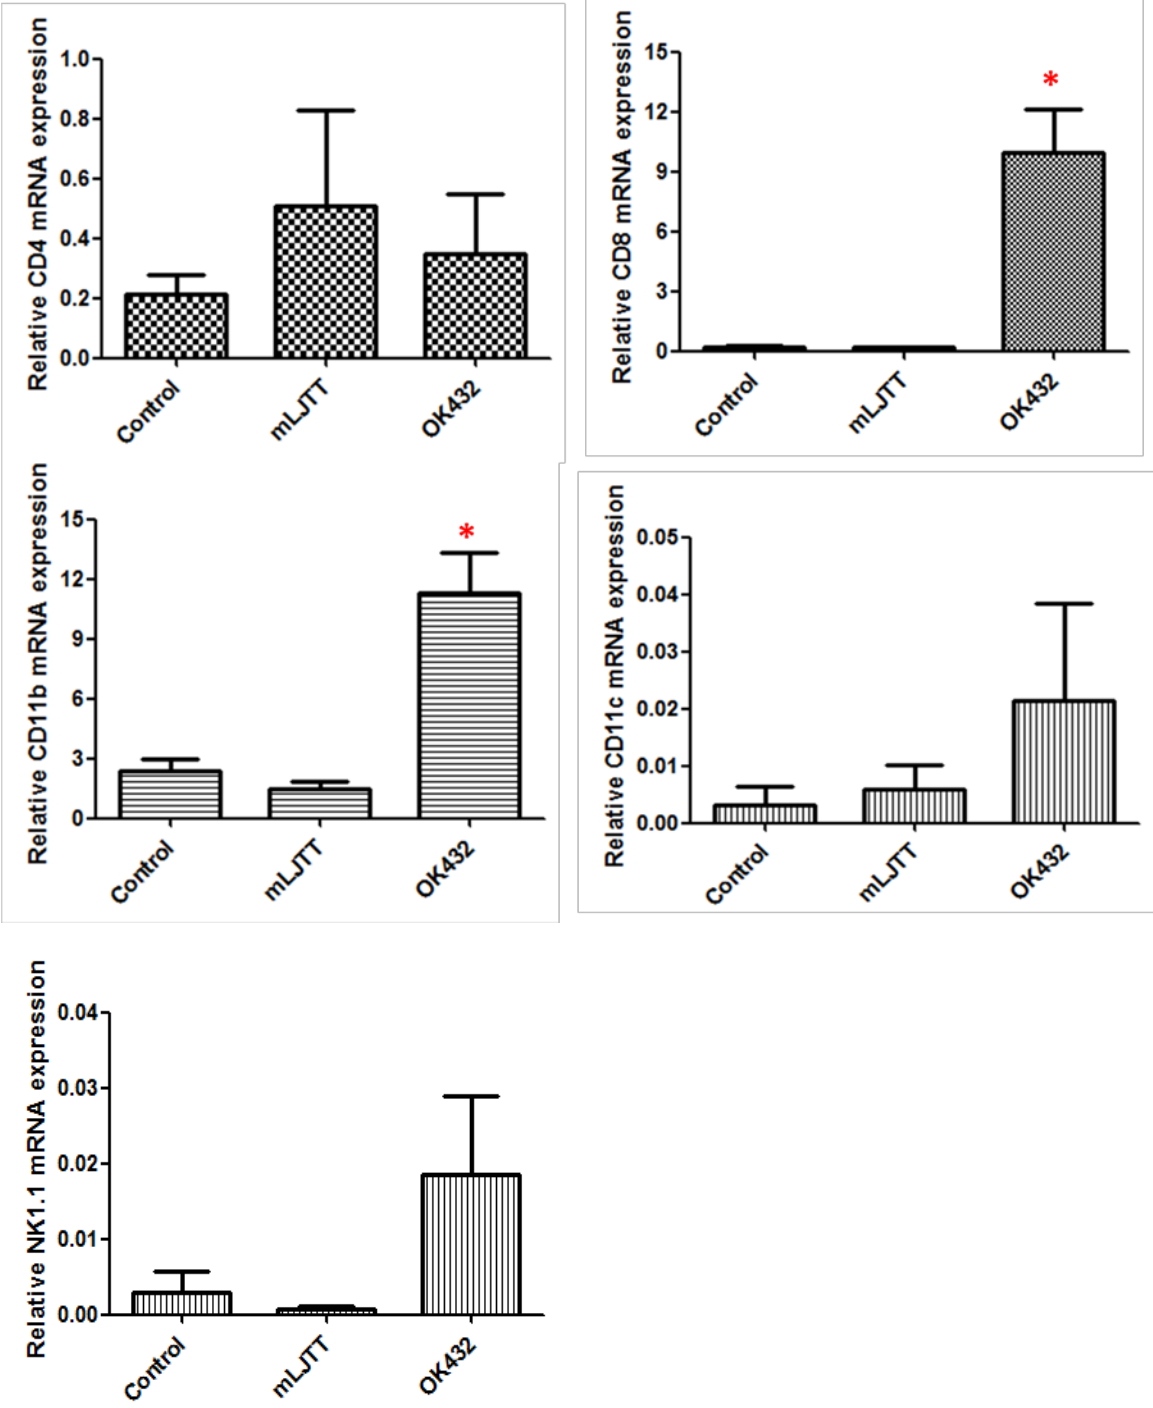 Relative CD4 mRNA expression
1.0
0.8
0.6
0.4
0.2
0.0
Control
mLJTT
OK432
Relative CD8 mRNA expression
15
12
9
6
3
0
*
Control
mLJTT
OK432
Relative CD11b mRNA expression
15
12
9
6
3
0
*
Control
mLJTT
OK432
Relative CD11c mRNA expression
0.05
0.04
0.03
0.02
0.01
0.00
Control
mLJTT
OK432
Relative NK1.1 mRNA expression
0.04
0.03
0.02
0.01
0.00
Control
mLJTT
OK432